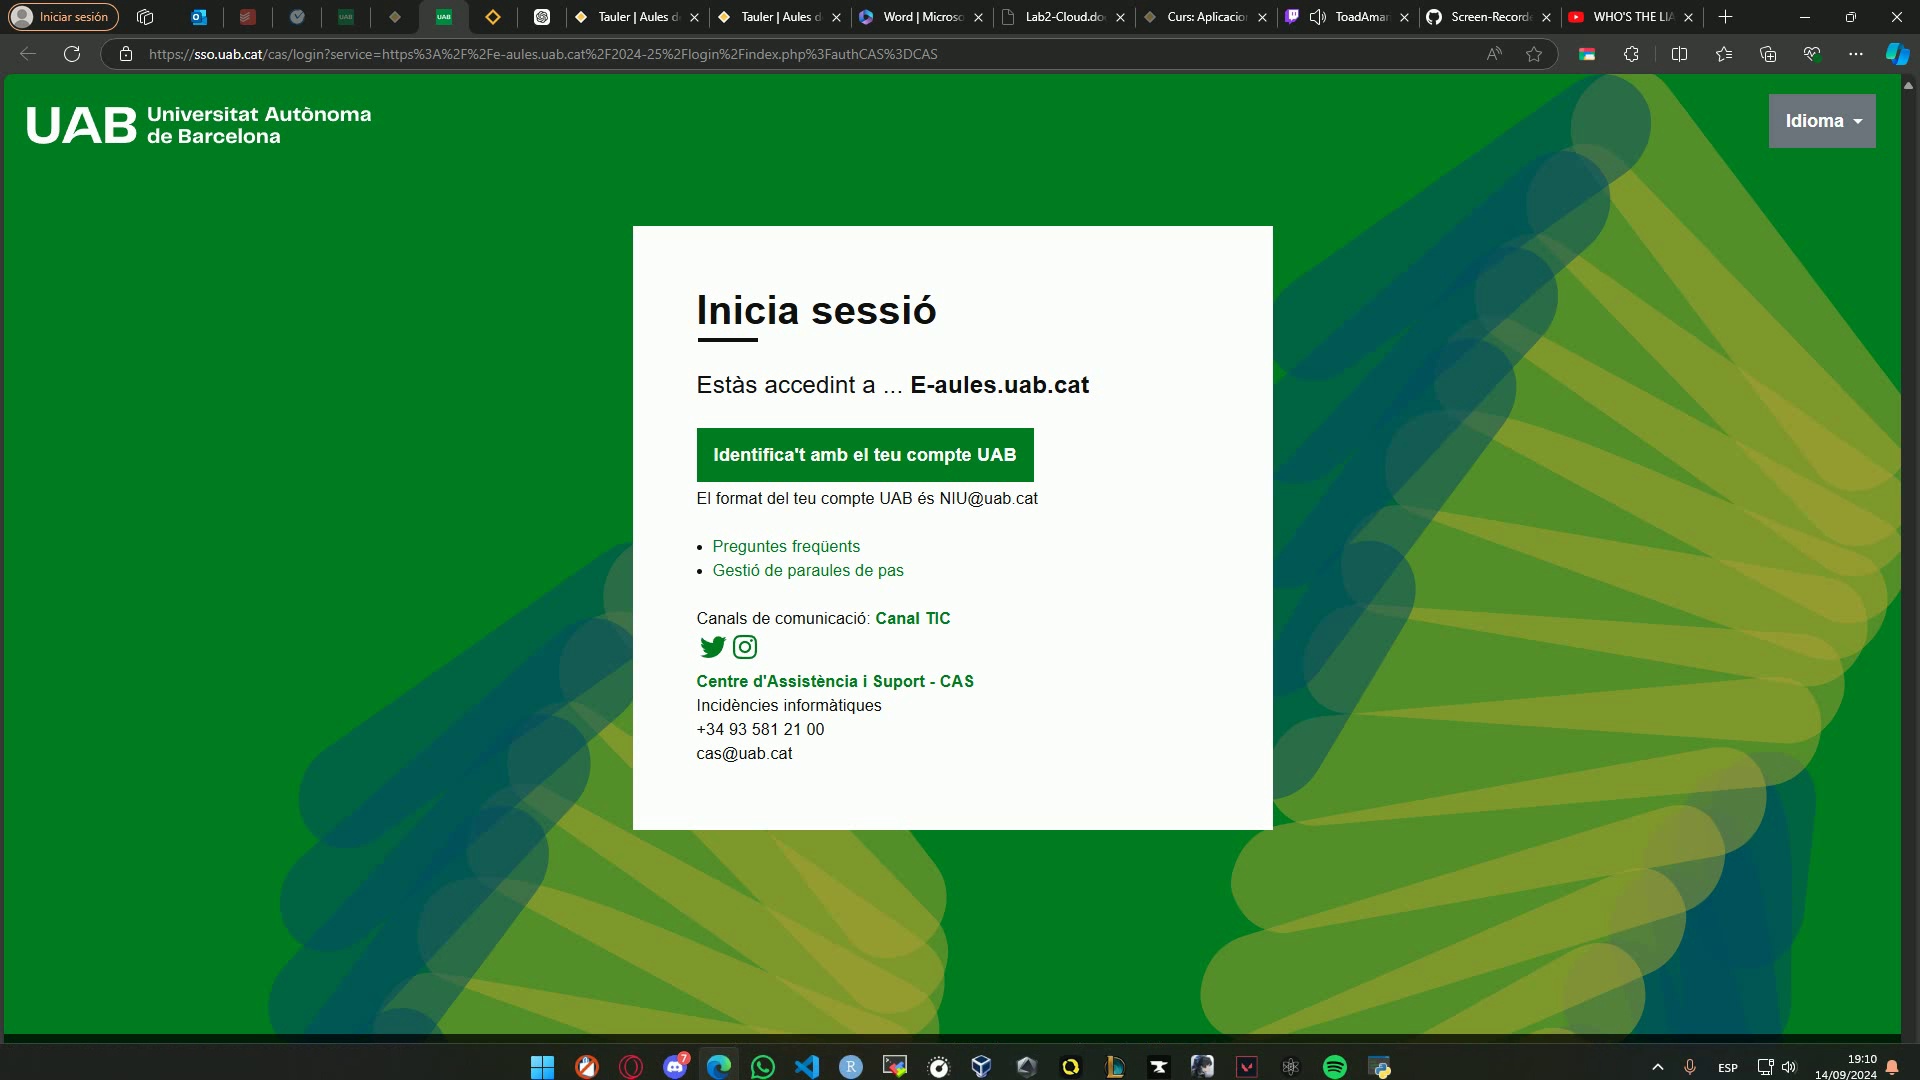 Iniciar sesión
Tauler | Aules d
Tauler | Aules d
Word | Microso
Lab2-Cloud.do
Curs: Aplicacio
ToadAmar
Screen-Record
WHO'S THE LIA
https://sso.uab.cat/cas/login?service=https%3A%2F%2Fe-aules.uab.cat%2F2024-25%2Flogin%2Findex.php%3FauthCAS%3DCAS
UAB Universitat Autònoma
de Barcelona
Idioma
Inicia sessió
Estàs accedint a ... E-aules.uab.cat
Identifica't amb el teu compte UAB
El format del teu compte UAB és NIU@uab.cat
Preguntes freqüents
Gestió de paraules de pas
Canals de comunicació: Canal TIC
Centre d'Assistència i Suport - CAS
Incidències informàtiques
+34 93 581 21 00
cas@uab.cat
7
ESP
19:10
14/09/2024